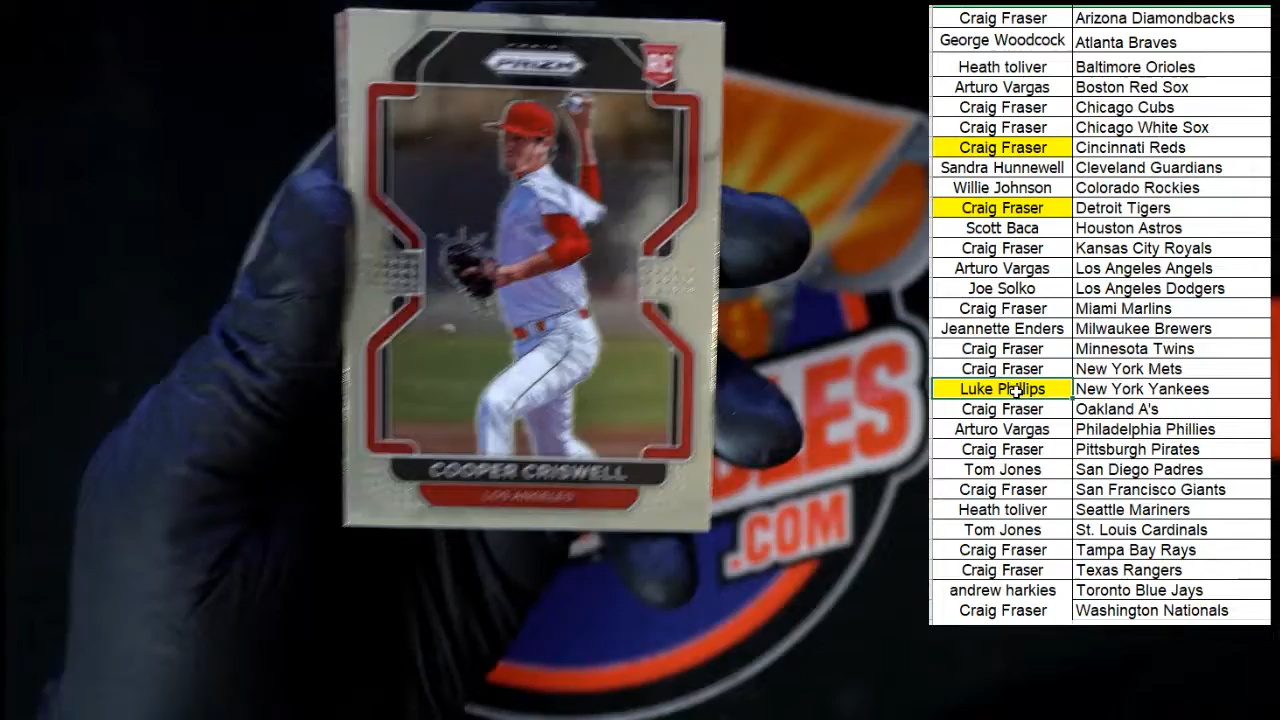 PANINI
PRIZM
RC
COOPER CRISWELL
LOS ANGELES
LES
.COM
Craig Fraser Arizona Diamondbacks
George Woodcock Atlanta Braves
Heath toliver Baltimore Orioles
Arturo Vargas Boston Red Sox
Craig Fraser Chicago Cubs
Craig Fraser Chicago White Sox
Craig Fraser Cincinnati Reds
Sandra Hunnewell Cleveland Guardians
Willie Johnson Colorado Rockies
Craig Fraser Detroit Tigers
Scott Baca Houston Astros
Craig Fraser Kansas City Royals
Arturo Vargas Los Angeles Angels
Joe Solko Los Angeles Dodgers
Craig Fraser Miami Marlins
Jeannette Enders Milwaukee Brewers
Craig Fraser Minnesota Twins
Craig Fraser New York Mets
Luke Phillips New York Yankees
Craig Fraser Oakland A's
Arturo Vargas Philadelphia Phillies
Craig Fraser Pittsburgh Pirates
Tom Jones San Diego Padres
Craig Fraser San Francisco Giants
Heath toliver Seattle Mariners
Tom Jones St. Louis Cardinals
Craig Fraser Tampa Bay Rays
Craig Fraser Texas Rangers
andrew harkies Toronto Blue Jays
Craig Fraser Washington Nationals